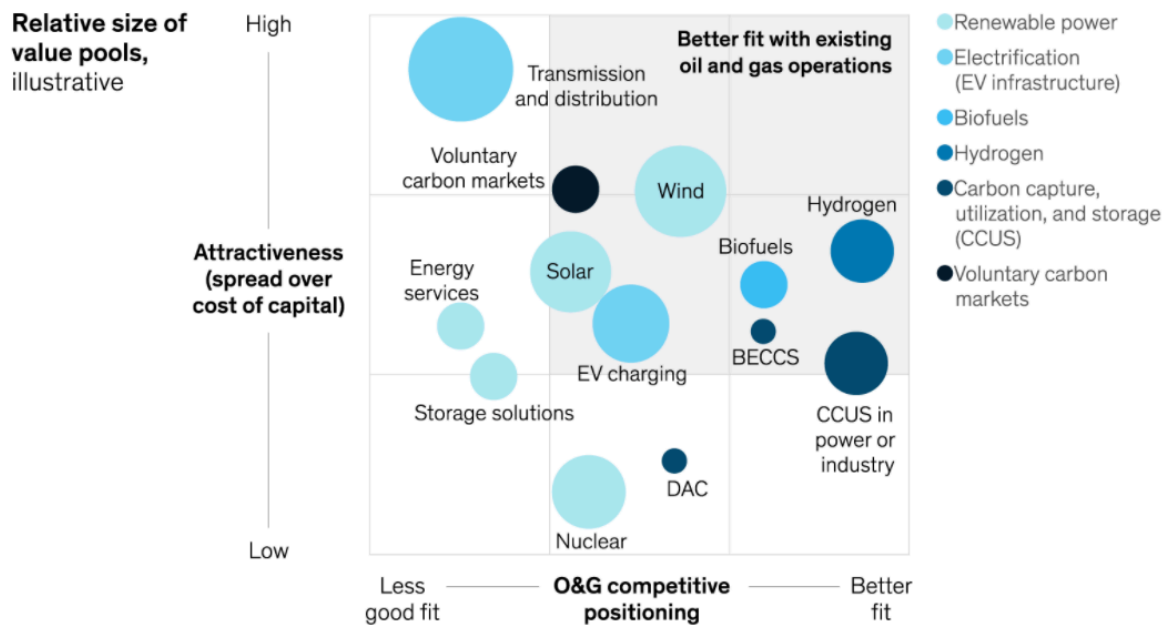 Relative size of
value pools,
illustrative
High
Attractiveness
(spread over
cost of capital)
Low
Better fit with existing
oil and gas operations
Transmission
and distribution
Voluntary
carbon markets
Wind
Hydrogen
Solar
Biofuels
Energy
services
BECCS
EV charging
Storage solutions
CCUS in
power or
industry
DAC
Nuclear
Less
good fit
O&G competitive
positioning
Better
fit
Renewable power
Electrification
(EV infrastructure)
Biofuels
Hydrogen
Carbon capture,
utilization, and storage
(CCUS)
Voluntary carbon
markets